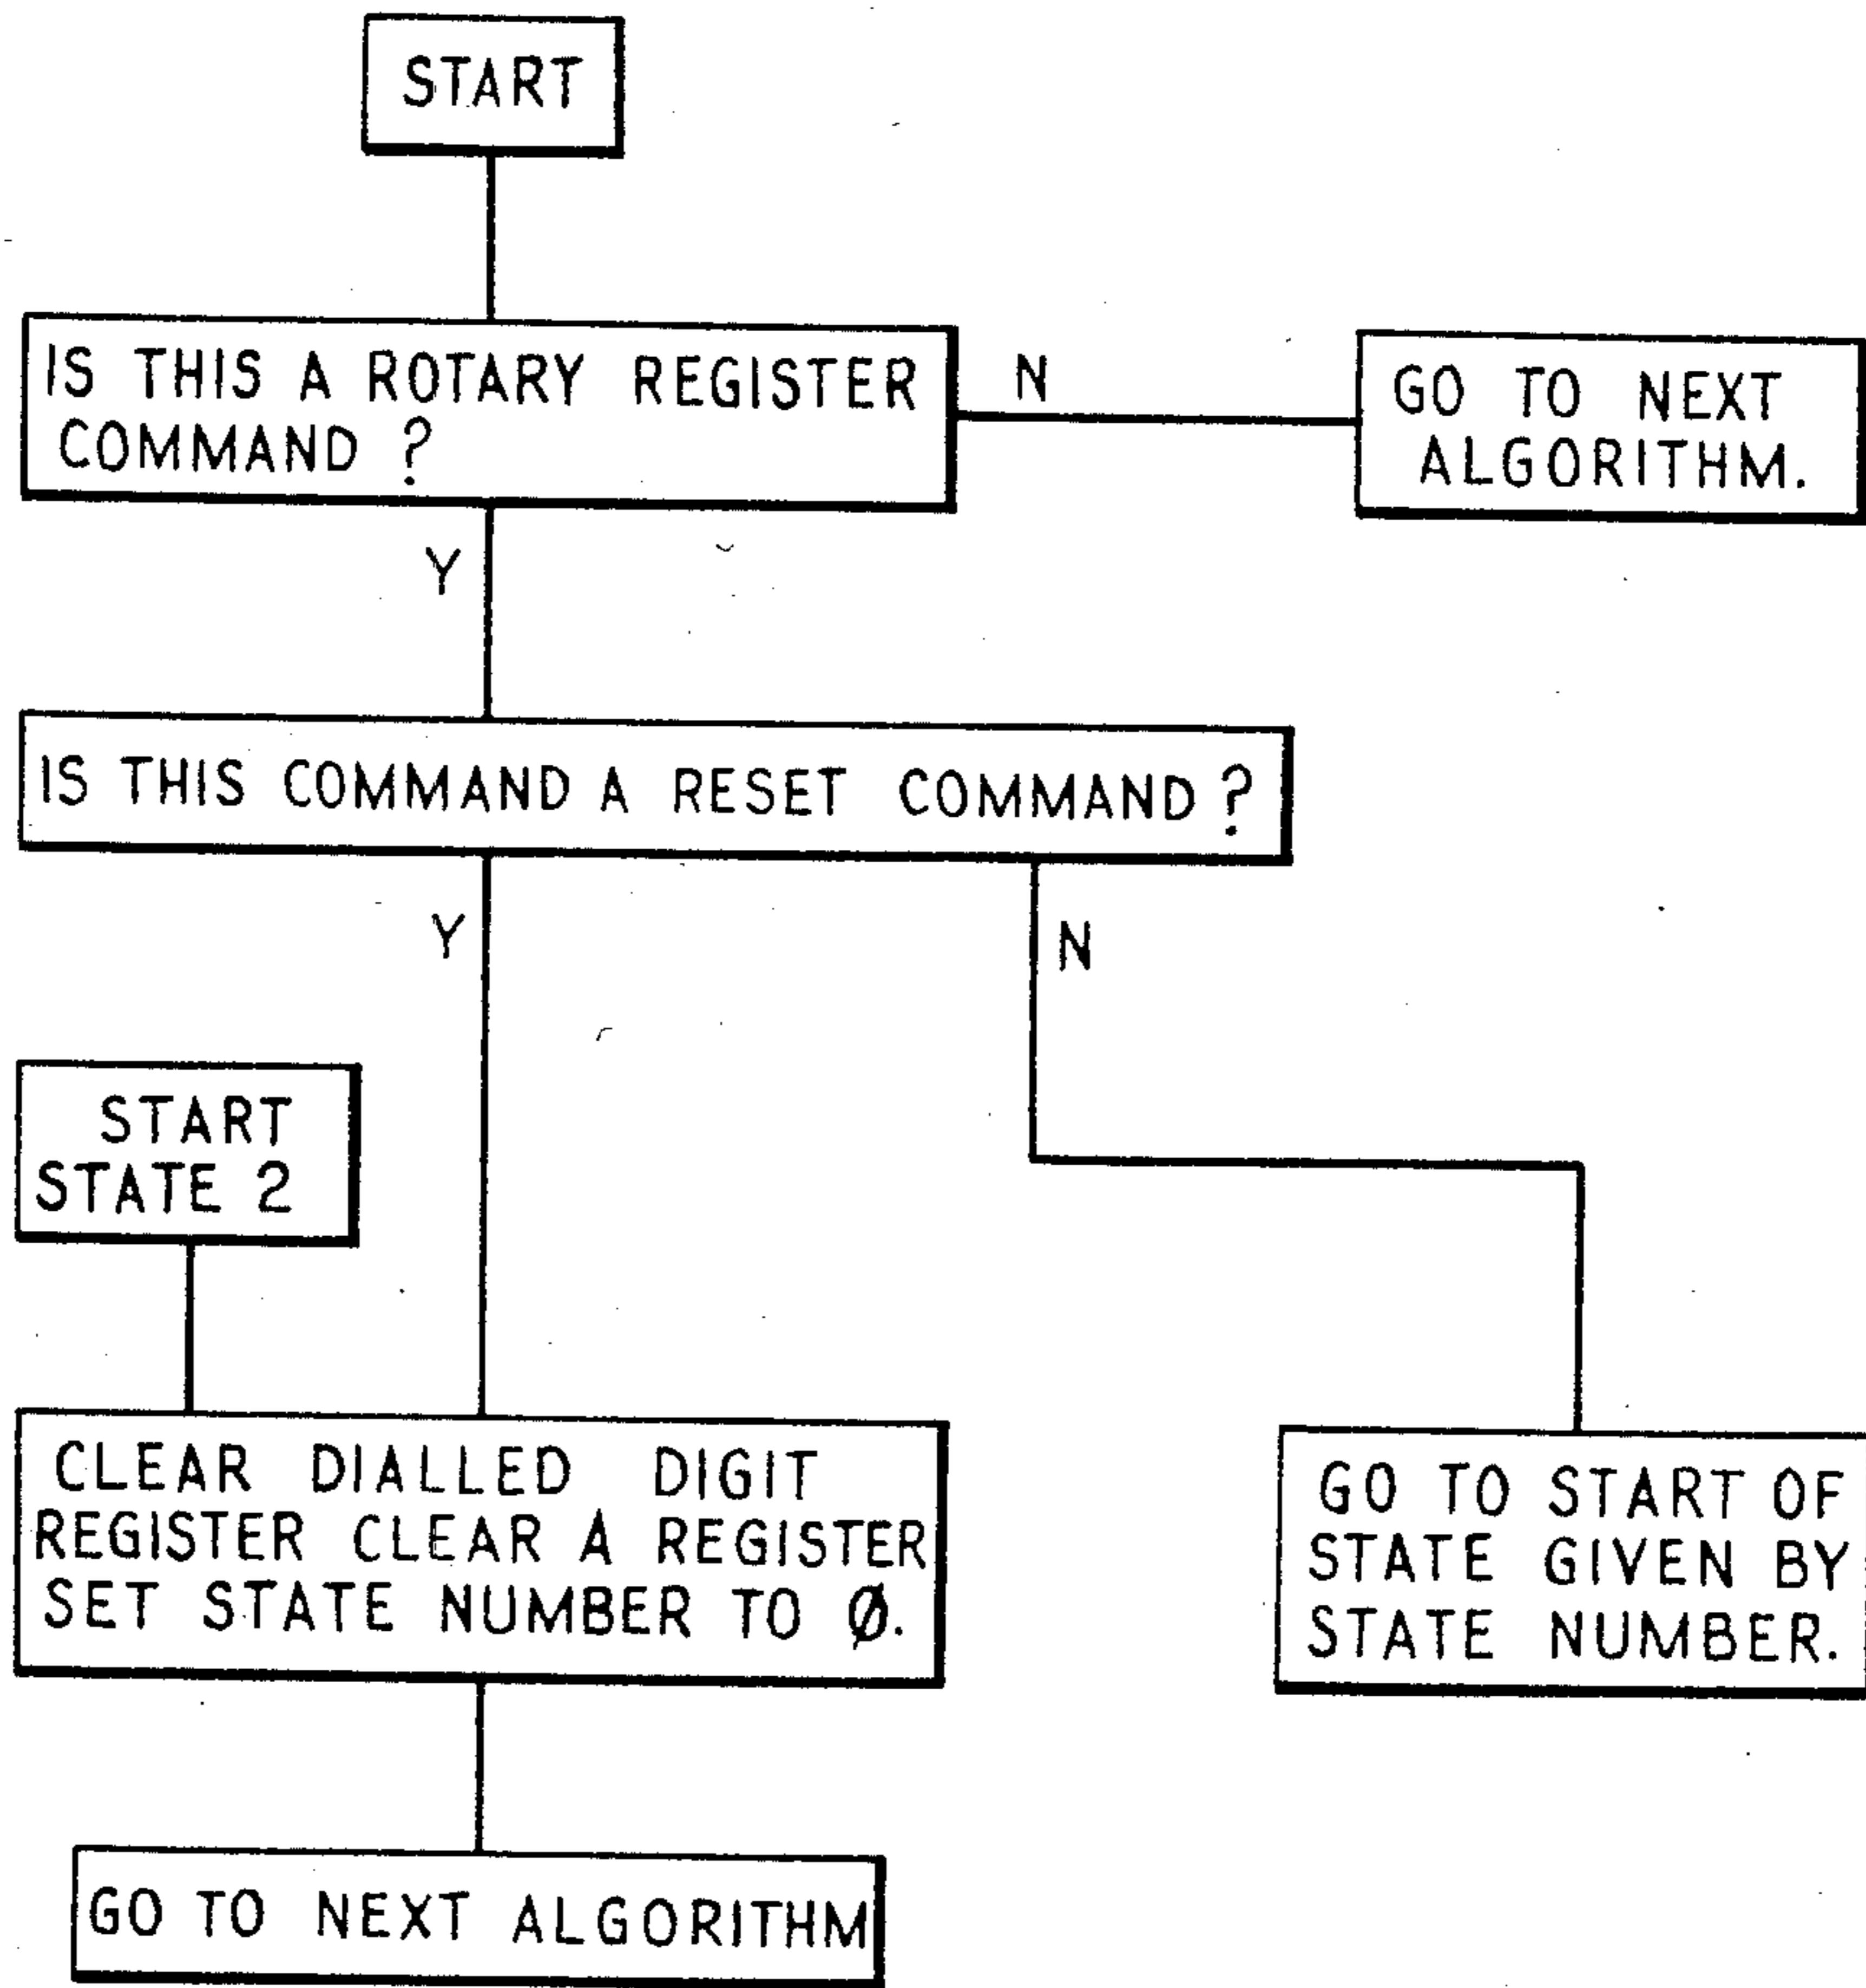 START
IS THIS A ROTARY REGISTER
COMMAND ?
N
GO TO NEXT
ALGORITHM.
Y
IS THIS COMMAND A RESET COMMAND ?
Y
N
START
STATE 2
CLEAR DIALLED DIGIT
REGISTER CLEAR A REGISTER
SET STATE NUMBER TO Ø.
GO TO START OF
STATE GIVEN BY
STATE NUMBER.
GO TO NEXT ALGORITHM